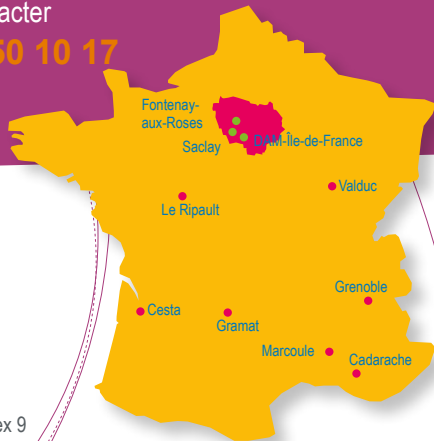 acter
50 10 17
Fontenay-
aux-Roses
Saclay
DAM-Île-de-France
Valduc
Le Ripault
Grenoble
Cesta
Gramat
Marcoule
Cadarache
ex 9